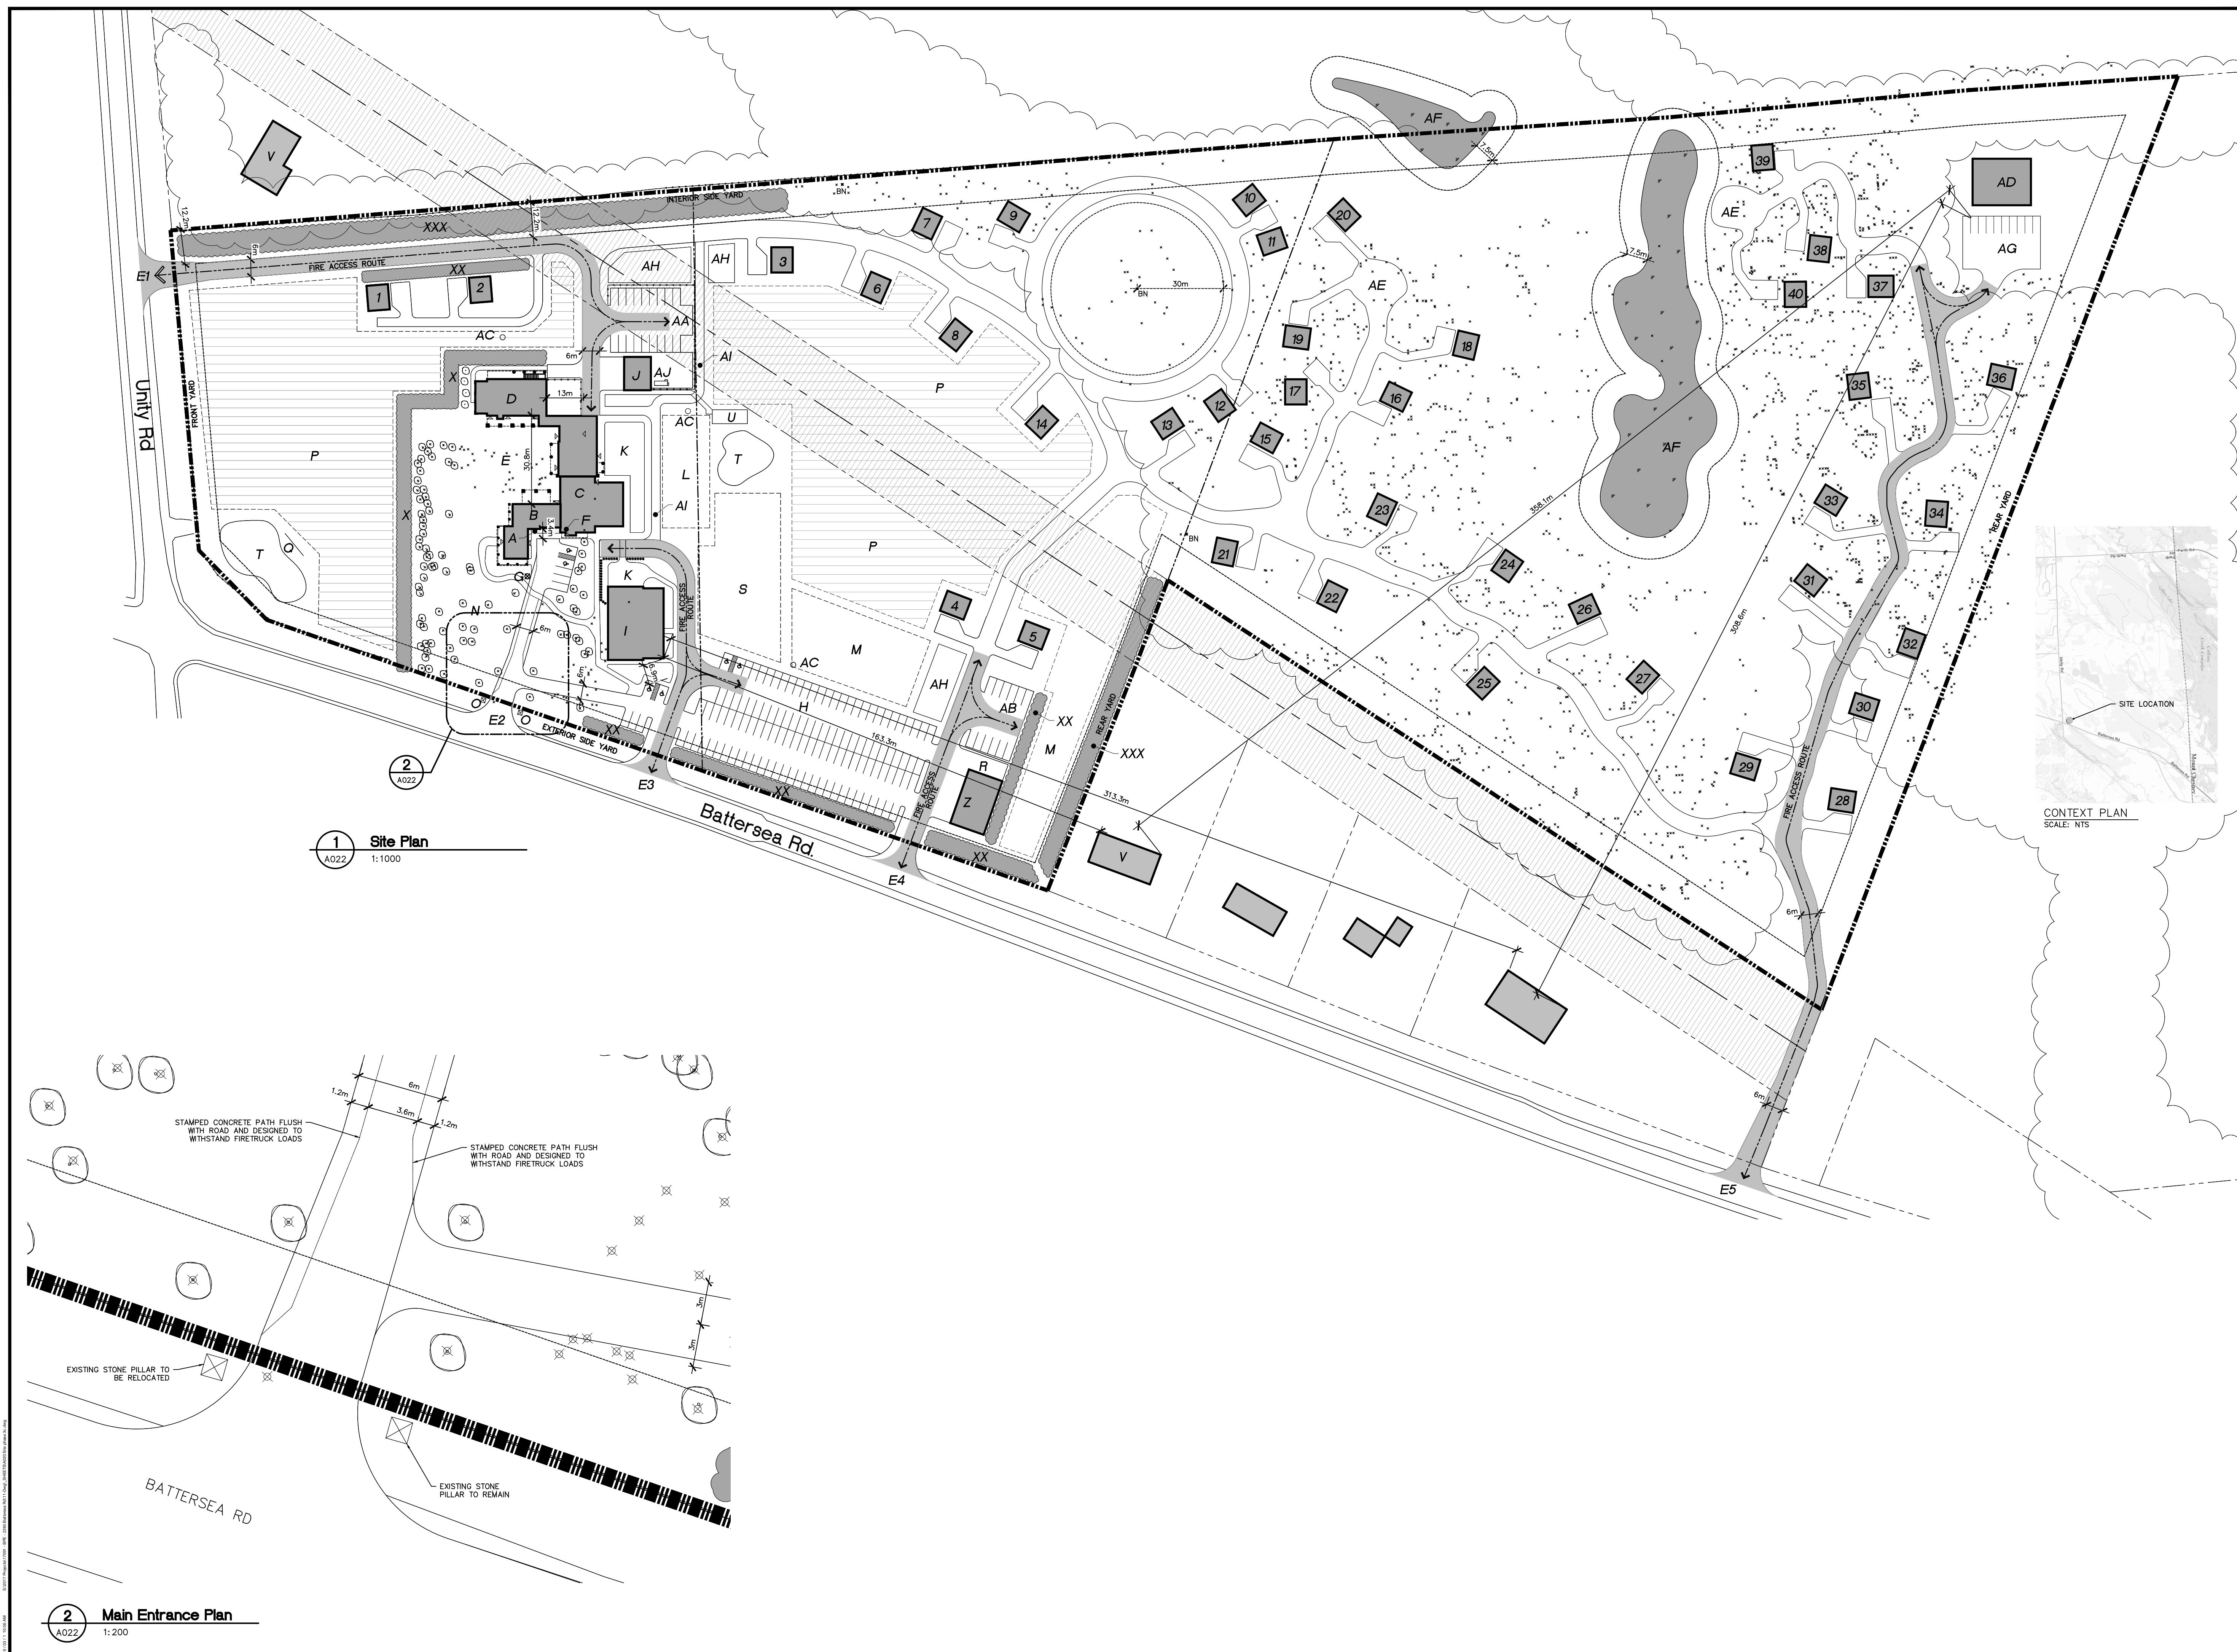 AF
7.5m
39
AD
V
AE
AG
7.5m
38
40
37
12.2m
12.2m
INTERIOR SIDE YARD
BN
XXX
7
9
10
20
11
E1
6m
FIRE ACCESS ROUTE
XX
AH
AH
3
1
2
6
BN
30m
AE
AA
AC
8
19
18
6m
AI
J
AJ
X
D
13m
P
17
16
12
35
36
Unity Rd
FRONT YARD
AC
U
14
13
15
P
E
30.8m
K
L
T
AF
C
358.1m
23
33
34
REAR YARD
X
B
F
AI
A
3.4m
P
BN
21
T
Q
G
K
S
24
31
22
4
26
N
I
FIRE ACCESS
ROUTE
5
32
308.6m
6m
M
AC
6.9m
AH
25
27
6m
30
SITE LOCATION
O
O
E2
H
AB
XX
XX
EXTERIOR SIDE YARD
163.3m
M
REAR YARD
XXX
29
FIRE ACCESS ROUTE
28
2
A022
E3
XX
FIRE ACCESS
ROUTE
R
Z
313.3m
Battersea Rd.
CONTEXT PLAN
SCALE: NTS
1
A022
Site Plan
1:1000
XX
V
E4
6m
6m
E5
6m
1.2m
3.6m
1.2m
STAMPED CONCRETE PATH FLUSH
WITH ROAD AND DESIGNED TO
WITHSTAND FIRETRUCK LOADS
STAMPED CONCRETE PATH FLUSH
WITH ROAD AND DESIGNED TO
WITHSTAND FIRETRUCK LOADS
3m
3m
EXISTING STONE PILLAR TO
BE RELOCATED
EXISTING STONE
PILLAR TO REMAIN
BATTERSEA RD
2
A022
Main Entrance Plan
1:200